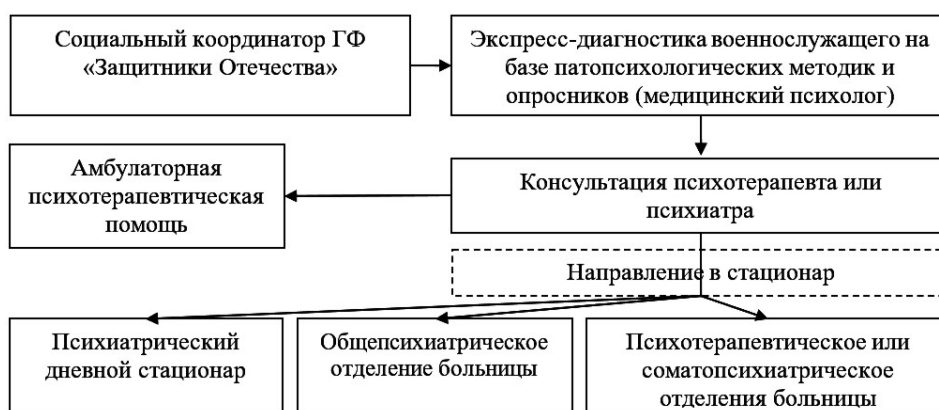 Социальный координатор ГФ
«Защитники Отечества»
Экспресс-диагностика военнослужащего на
базе патопсихологических методик и
опросников (медицинский психолог)
Амбулаторная
психотерапевтическая
помощь
Консультация психотерапевта или
психиатра
Направление в стационар
Психиатрический
дневной стационар
Общепсихиатрическое
отделение больницы
Психотерапевтическое или
соматопсихиатрическое
отделения больницы